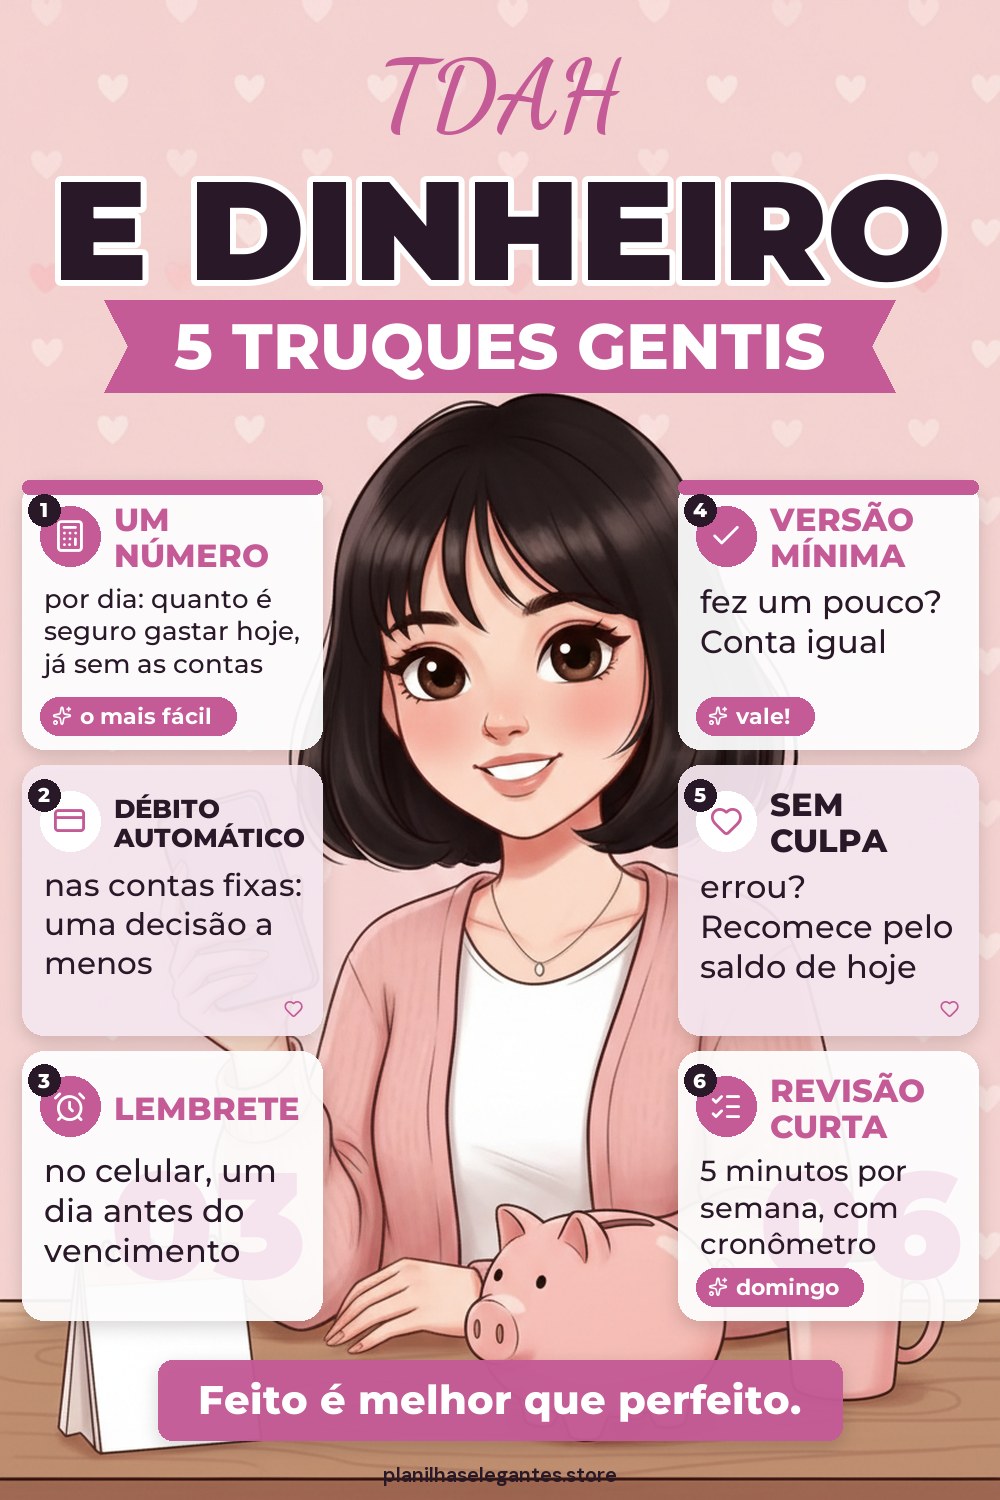 TDAH
E DINHEIRO
5 TRUQUES GENTIS
1
UM
NÚMERO
por dia: quanto é
seguro gastar hoje,
já sem as contas
o mais fácil
2
DÉBITO
AUTOMÁTICO
nas contas fixas:
uma decisão a
menos
3
LEMBRETE
03
no celular, um
dia antes do
vencimento
4
VERSÃO
MÍNIMA
fez um pouco?
Conta igual
vale!
5
SEM
CULPA
errou?
Recomece pelo
saldo de hoje
6
REVISÃO
CURTA
06
5 minutos por
semana, com
cronômetro
domingo
Feito é melhor que perfeito.
planilhaselegantes.store